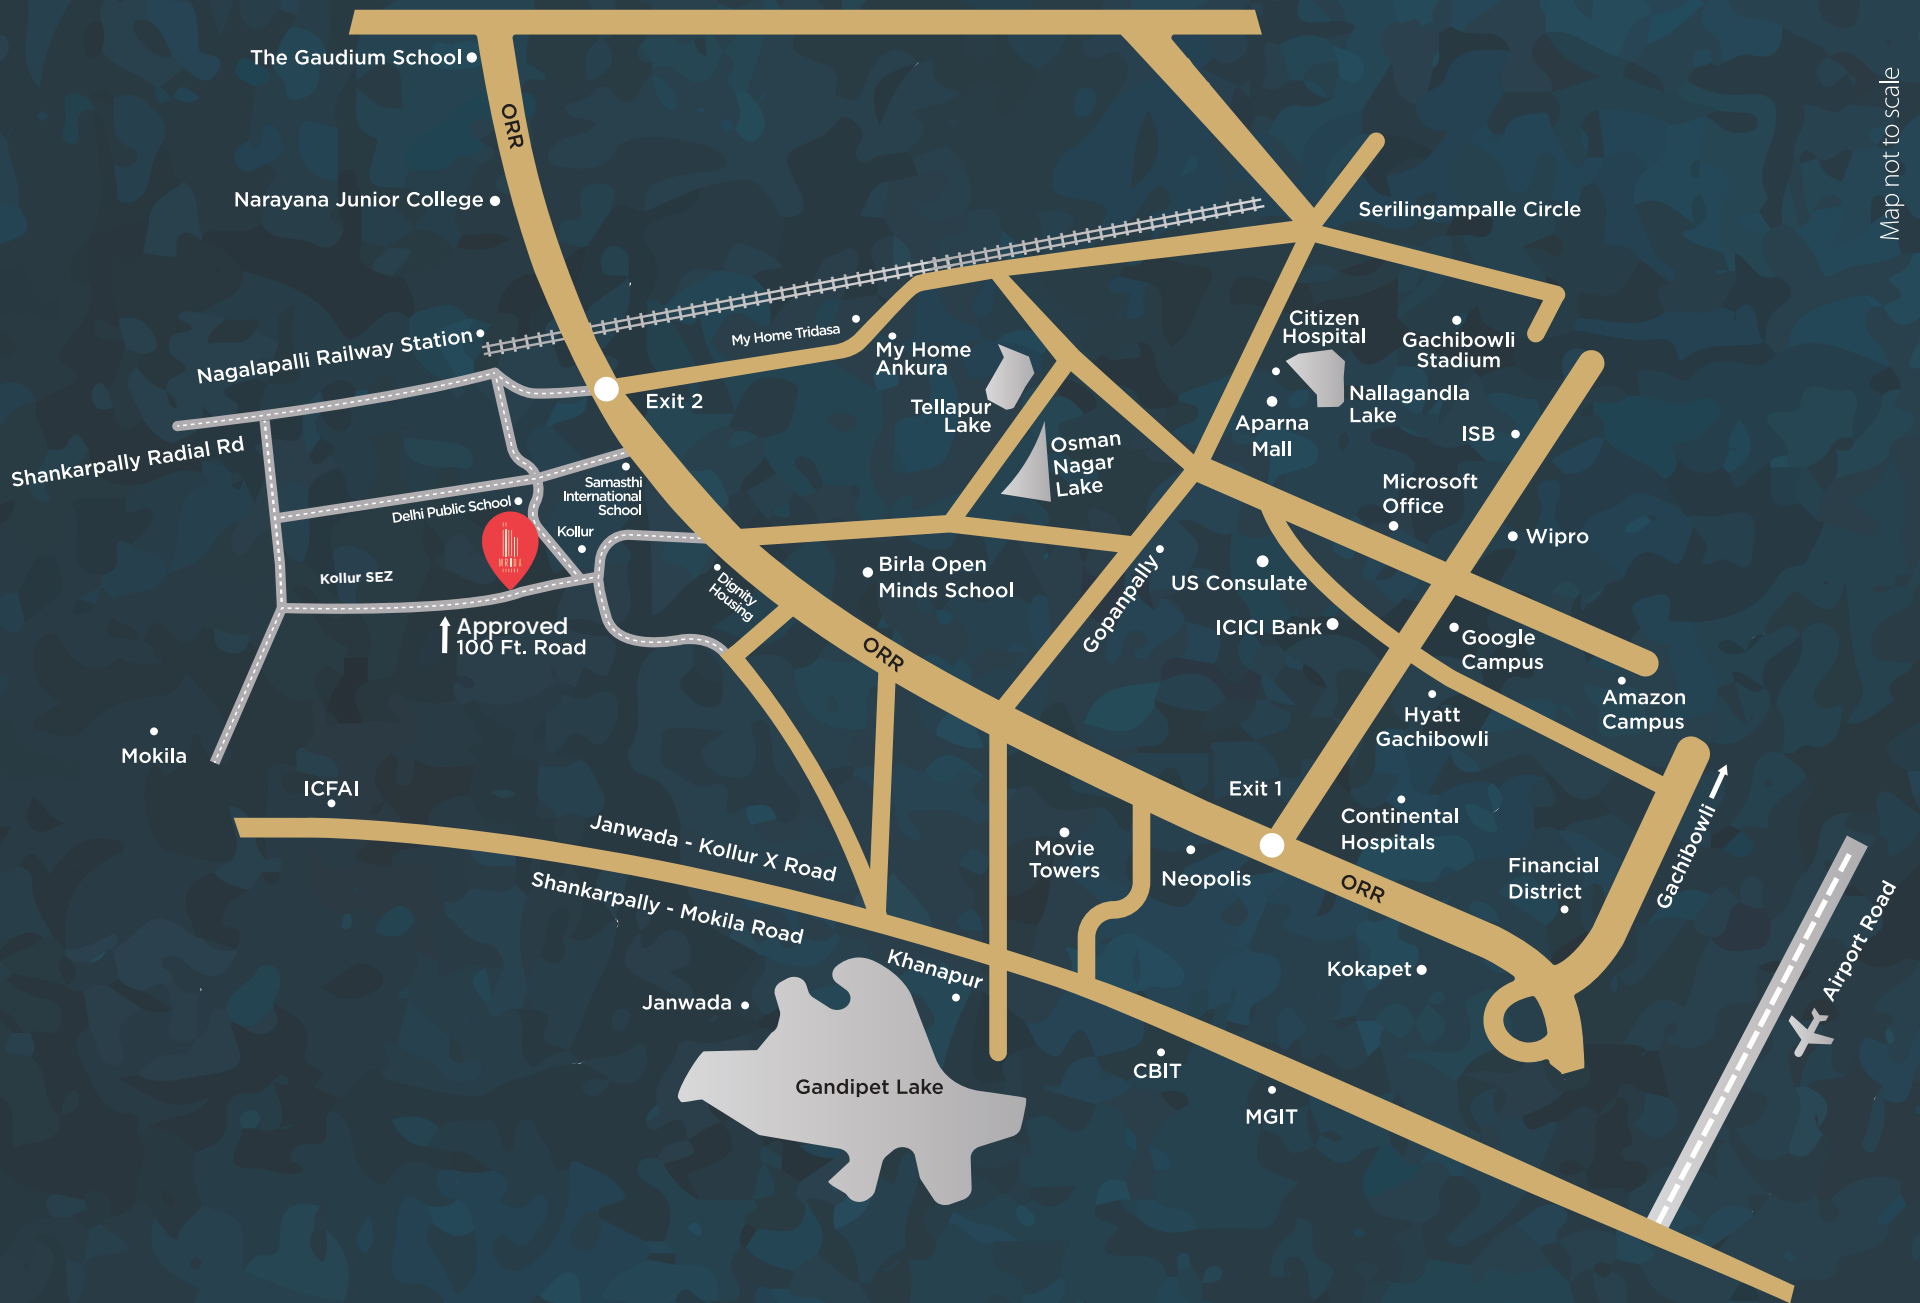 The Gaudium School
ORR
Map not to scale
Narayana Junior College
Serilingampalle Circle
Nagalapalli Railway Station
My Home Tridasa
My Home
Ankura
Citizen
Hospital
Gachibowli
Stadium
Exit 2
Tellapur
Lake
Nallagandla
Lake
Aparna
Mall
ISB
Shankarpally Radial Rd
Osman
Nagar
Lake
Samasthi
International
School
Delhi Public School
Microsoft
Office
Kollur
Wipro
MRIDA
Kollur SEZ
Dignity
Housing
Birla Open
Minds School
Gopanpally
US Consulate
ICICI Bank
Approved
100 Ft. Road
ORR
Google
Campus
Amazon
Campus
Hyatt
Gachibowli
Mokila
ICFAI
Exit 1
Continental
Hospitals
Janwada - Kollur X Road
Shankarpally - Mokila Road
Movie
Towers
Neopolis
ORR
Financial
District
Gachibowli
Airport Road
Khanapur
Kokapet
Janwada
Gandipet Lake
CBIT
MGIT